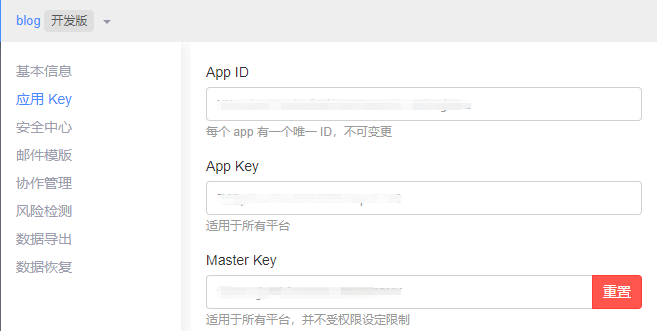 blog 开发版
基本信息
应用 Key
安全中心
邮件模版
协作管理
风险检测
数据导出
数据恢复
App ID
每个 app 有一个唯一 ID，不可变更
App Key
适用于所有平台
Master Key
重置
适用于所有平台，并不受权限设定限制